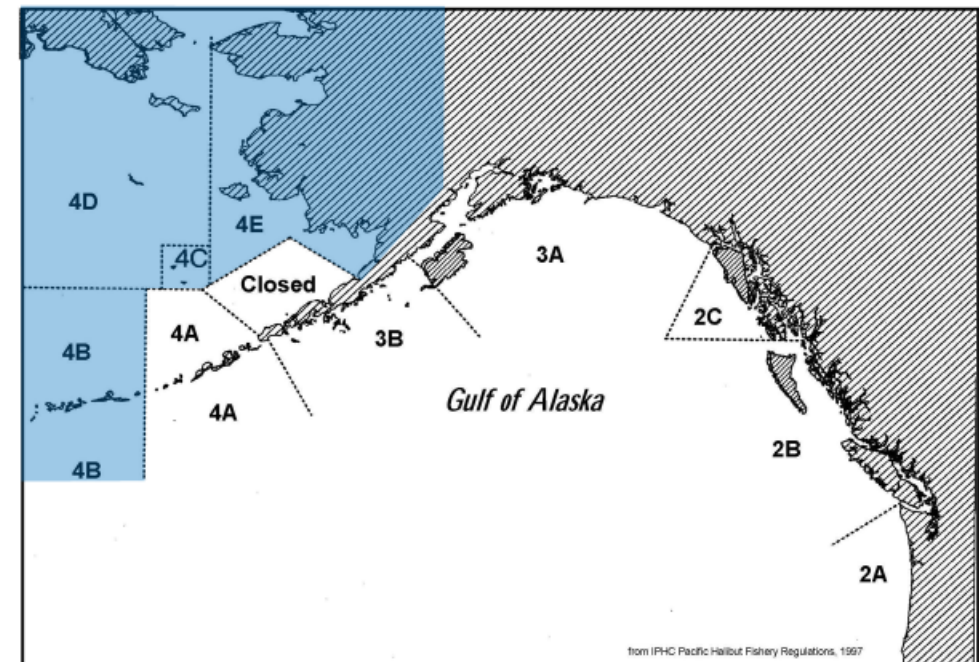 4D
4E
4C
Closed
3A
4A
3B
2C
4B
4A
Gulf of Alaska
2B
4B
2A
from IPHC Pacific Halibut Fishery Regulations, 1997